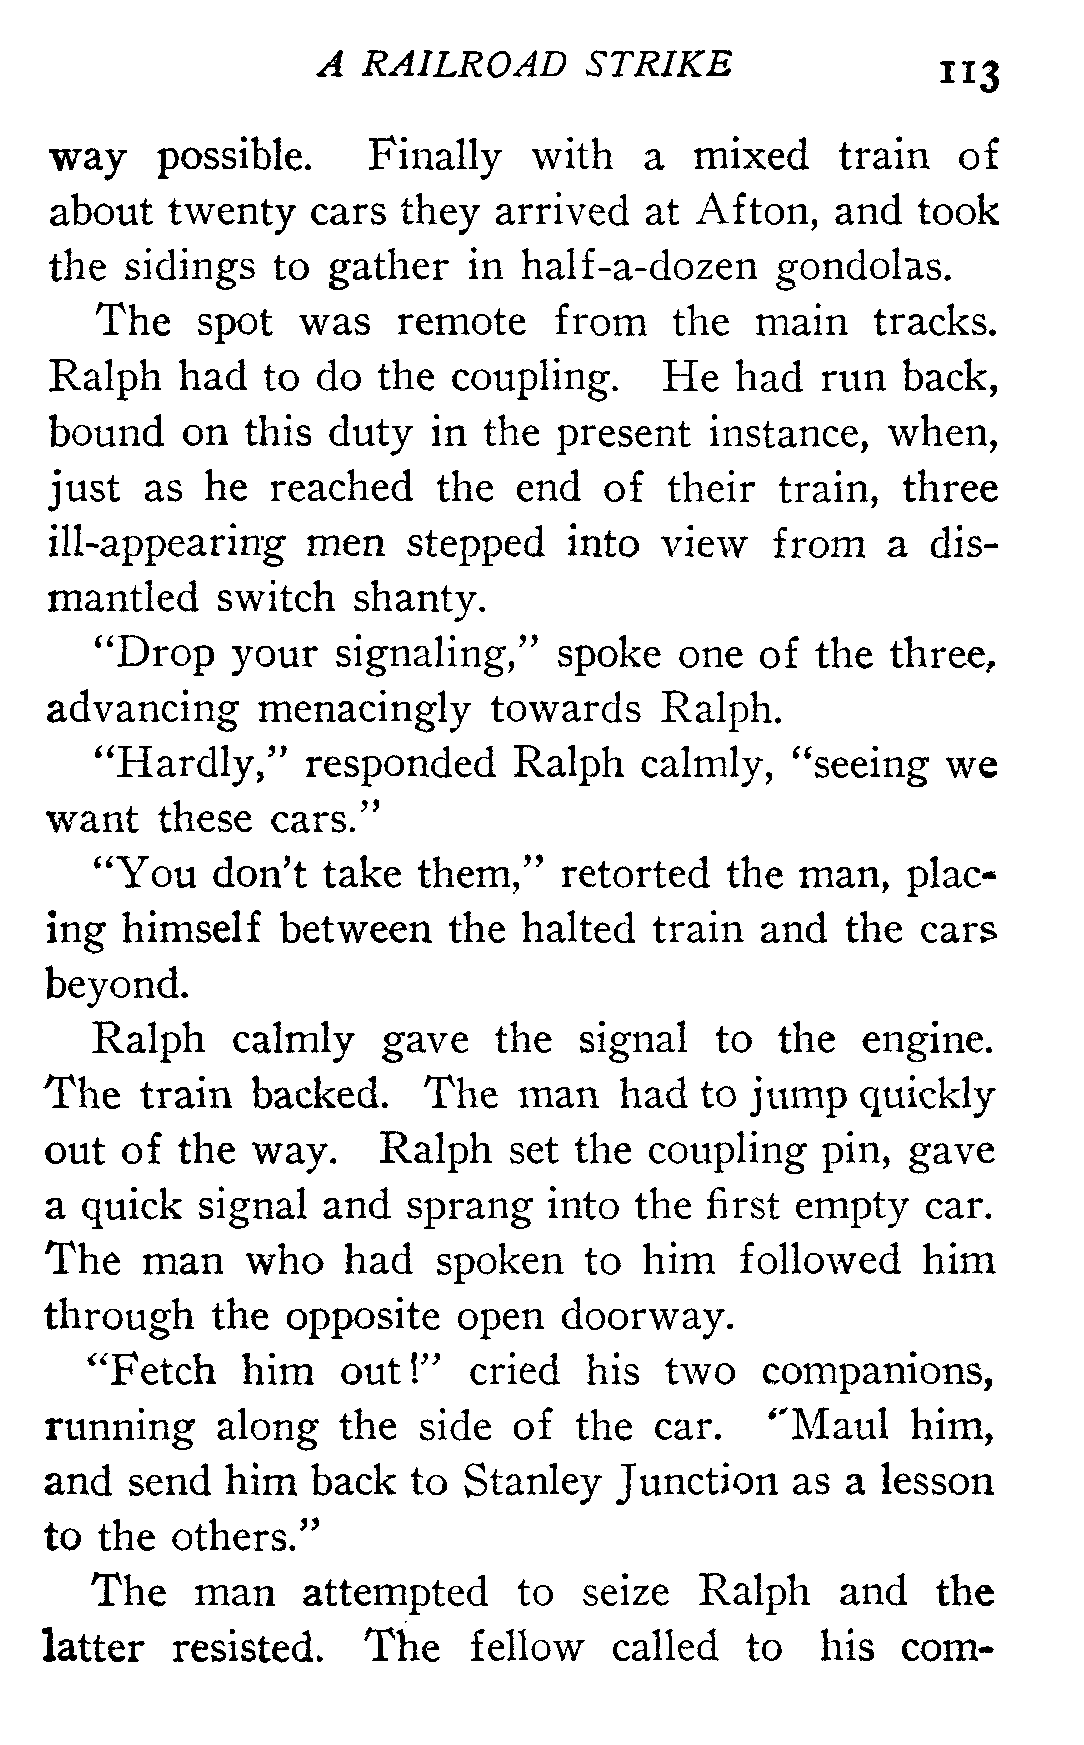 A RAILROAD STRIKE 113
way possible. Finally with a mixed train of
about twenty cars they arrived at Afton, and took
the sidings to gather in half-a-dozen gondolas.
The spot was remote from the main tracks.
Ralph had to do the coupling. He had run back,
bound on this duty in the present instance, when,
just as he reached the end of their train, three
ill-appearing men stepped into view from a dis-
mantled switch shanty.
“Drop your signaling,” spoke one of the three,
advancing menacingly towards Ralph.
“Hardly,” responded Ralph calmly, “seeing we
want these cars.”
“You don't take them,” retorted the man, plac-
ing himself between the halted train and the cars
beyond.
Ralph calmly gave the signal to the engine.
The train backed. The man had to jump quickly
out of the way. Ralph set the coupling pin, gave
a quick signal and sprang into the first empty car.
The man who had spoken to him followed him
through the opposite open doorway.
“Fetch him out!” cried his two companions,
running along the side of the car. “Maul him,
and send him back to Stanley Junction as a lesson
to the others.”
The man attempted to seize Ralph and the
latter resisted. The fellow called to his com-